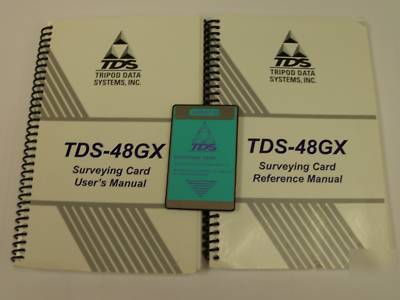 TDS
TRIPOD DATA
SYSTEMS, INC.
TDS-48GX
Surveying Card
User's Manual
TDS
TDS
TRIPOD DATA
SYSTEMS, INC.
TDS-48GX
Surveying Card
Reference Manual